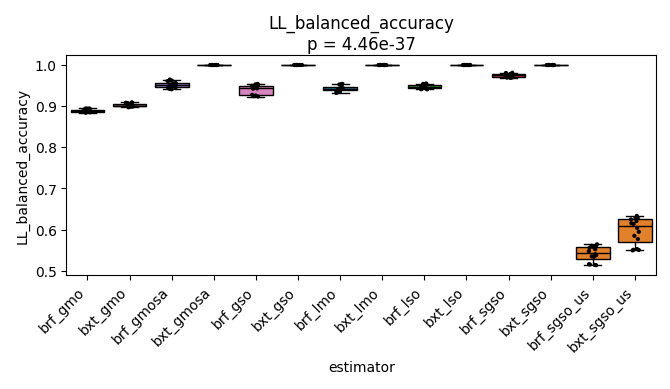 LL_balanced_accuracy
p = 4.46e-37
LL_balanced_accuracy
1.0
0.9
0.8
0.7
0.6
0.5
brf_gmo
bxt_gmo
brf_gmosa
bxt_gmosa
brf_gso
bxt_gso
brf_lmo
bxt_lmo
brf_lso
bxt_lso
brf_sgso
bxt_sgso
brf_sgso_us
bxt_sgso_us
estimator